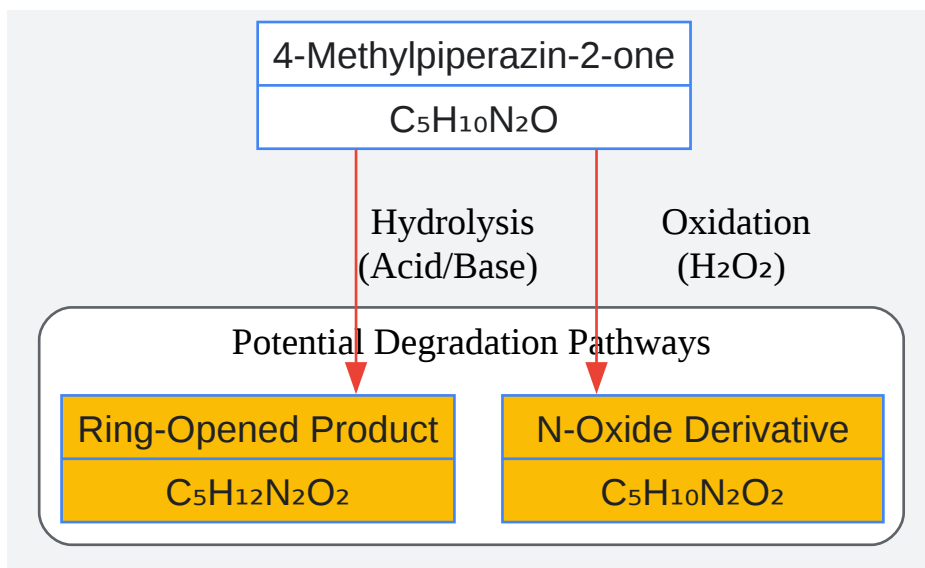 4-Methylpiperazin-2-one
C₅H₁₀N₂O
Hydrolysis
(Acid/Base)
Oxidation
(H₂O₂)
Potential Degradation Pathways
Ring-Opened Product
C₅H₁₂N₂O₂
N-Oxide Derivative
C₅H₁₀N₂O₂